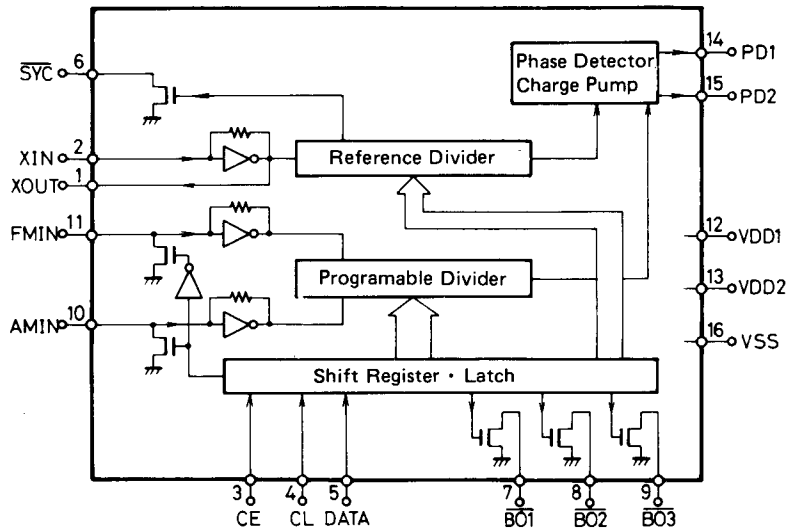 14
PD1
6
SYC
Phase Detector
Charge Pump
15
PD2
2
XIN
Reference Divider
XOUT
1
11
FMIN
12
VDD1
Programable Divider
13
VDD2
10
AMIN
16
VSS
Shift Register · Latch
3
4
5
7
8
9
CE
CL
DATA
BO1
BO2
BO3